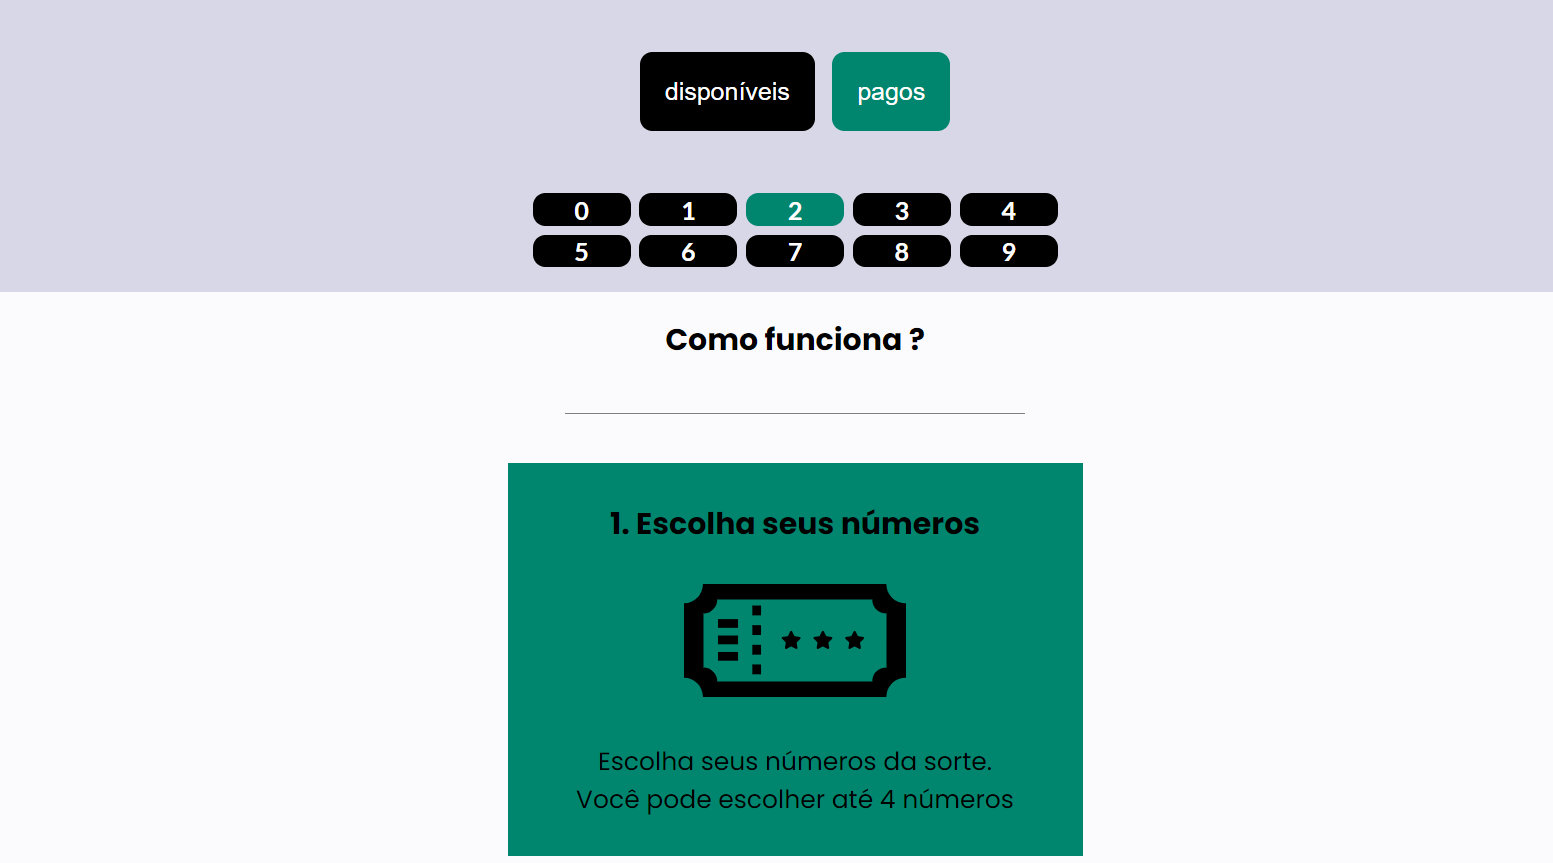 disponíveis pagos
0 1 2 3 4
5 6 7 8 9
Como funciona ?
1. Escolha seus números
Escolha seus números da sorte.
Você pode escolher até 4 números